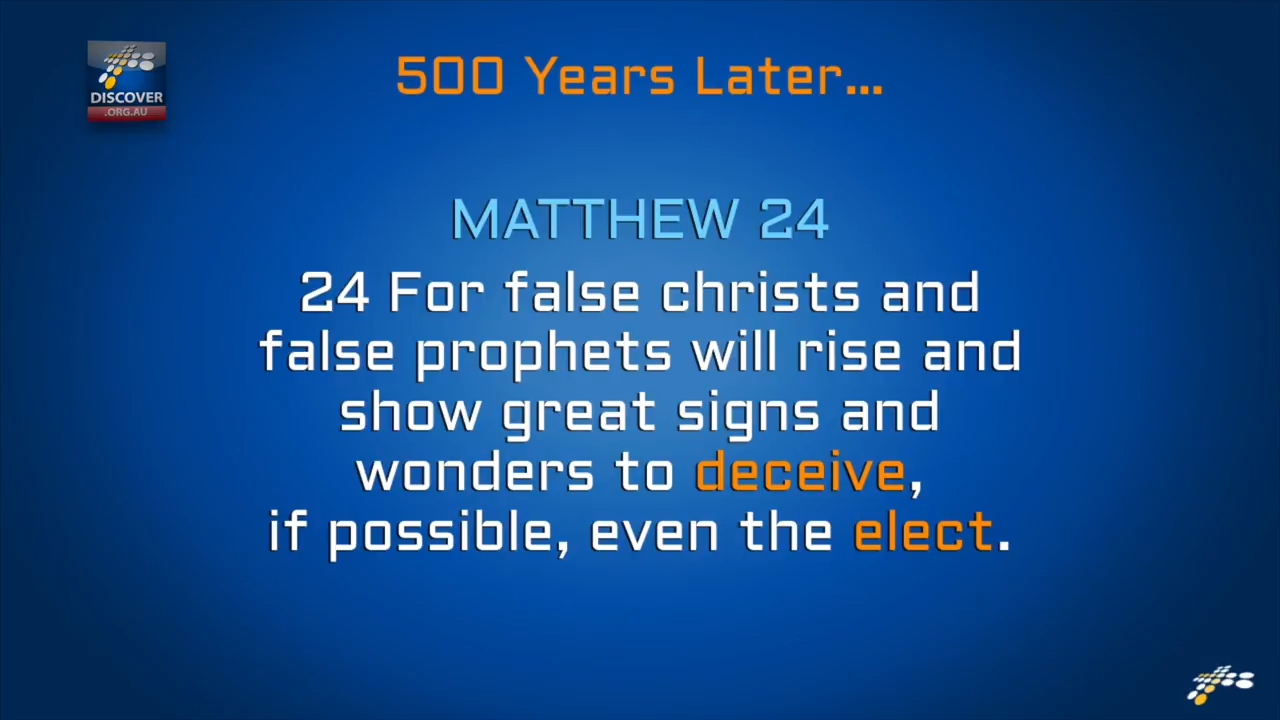 DISCOVER
.ORG.AU
500 Years Later...
MATTHEW 24
24 For false christs and
false prophets will rise and
show great signs and
wonders to deceive,
if possible, even the elect.